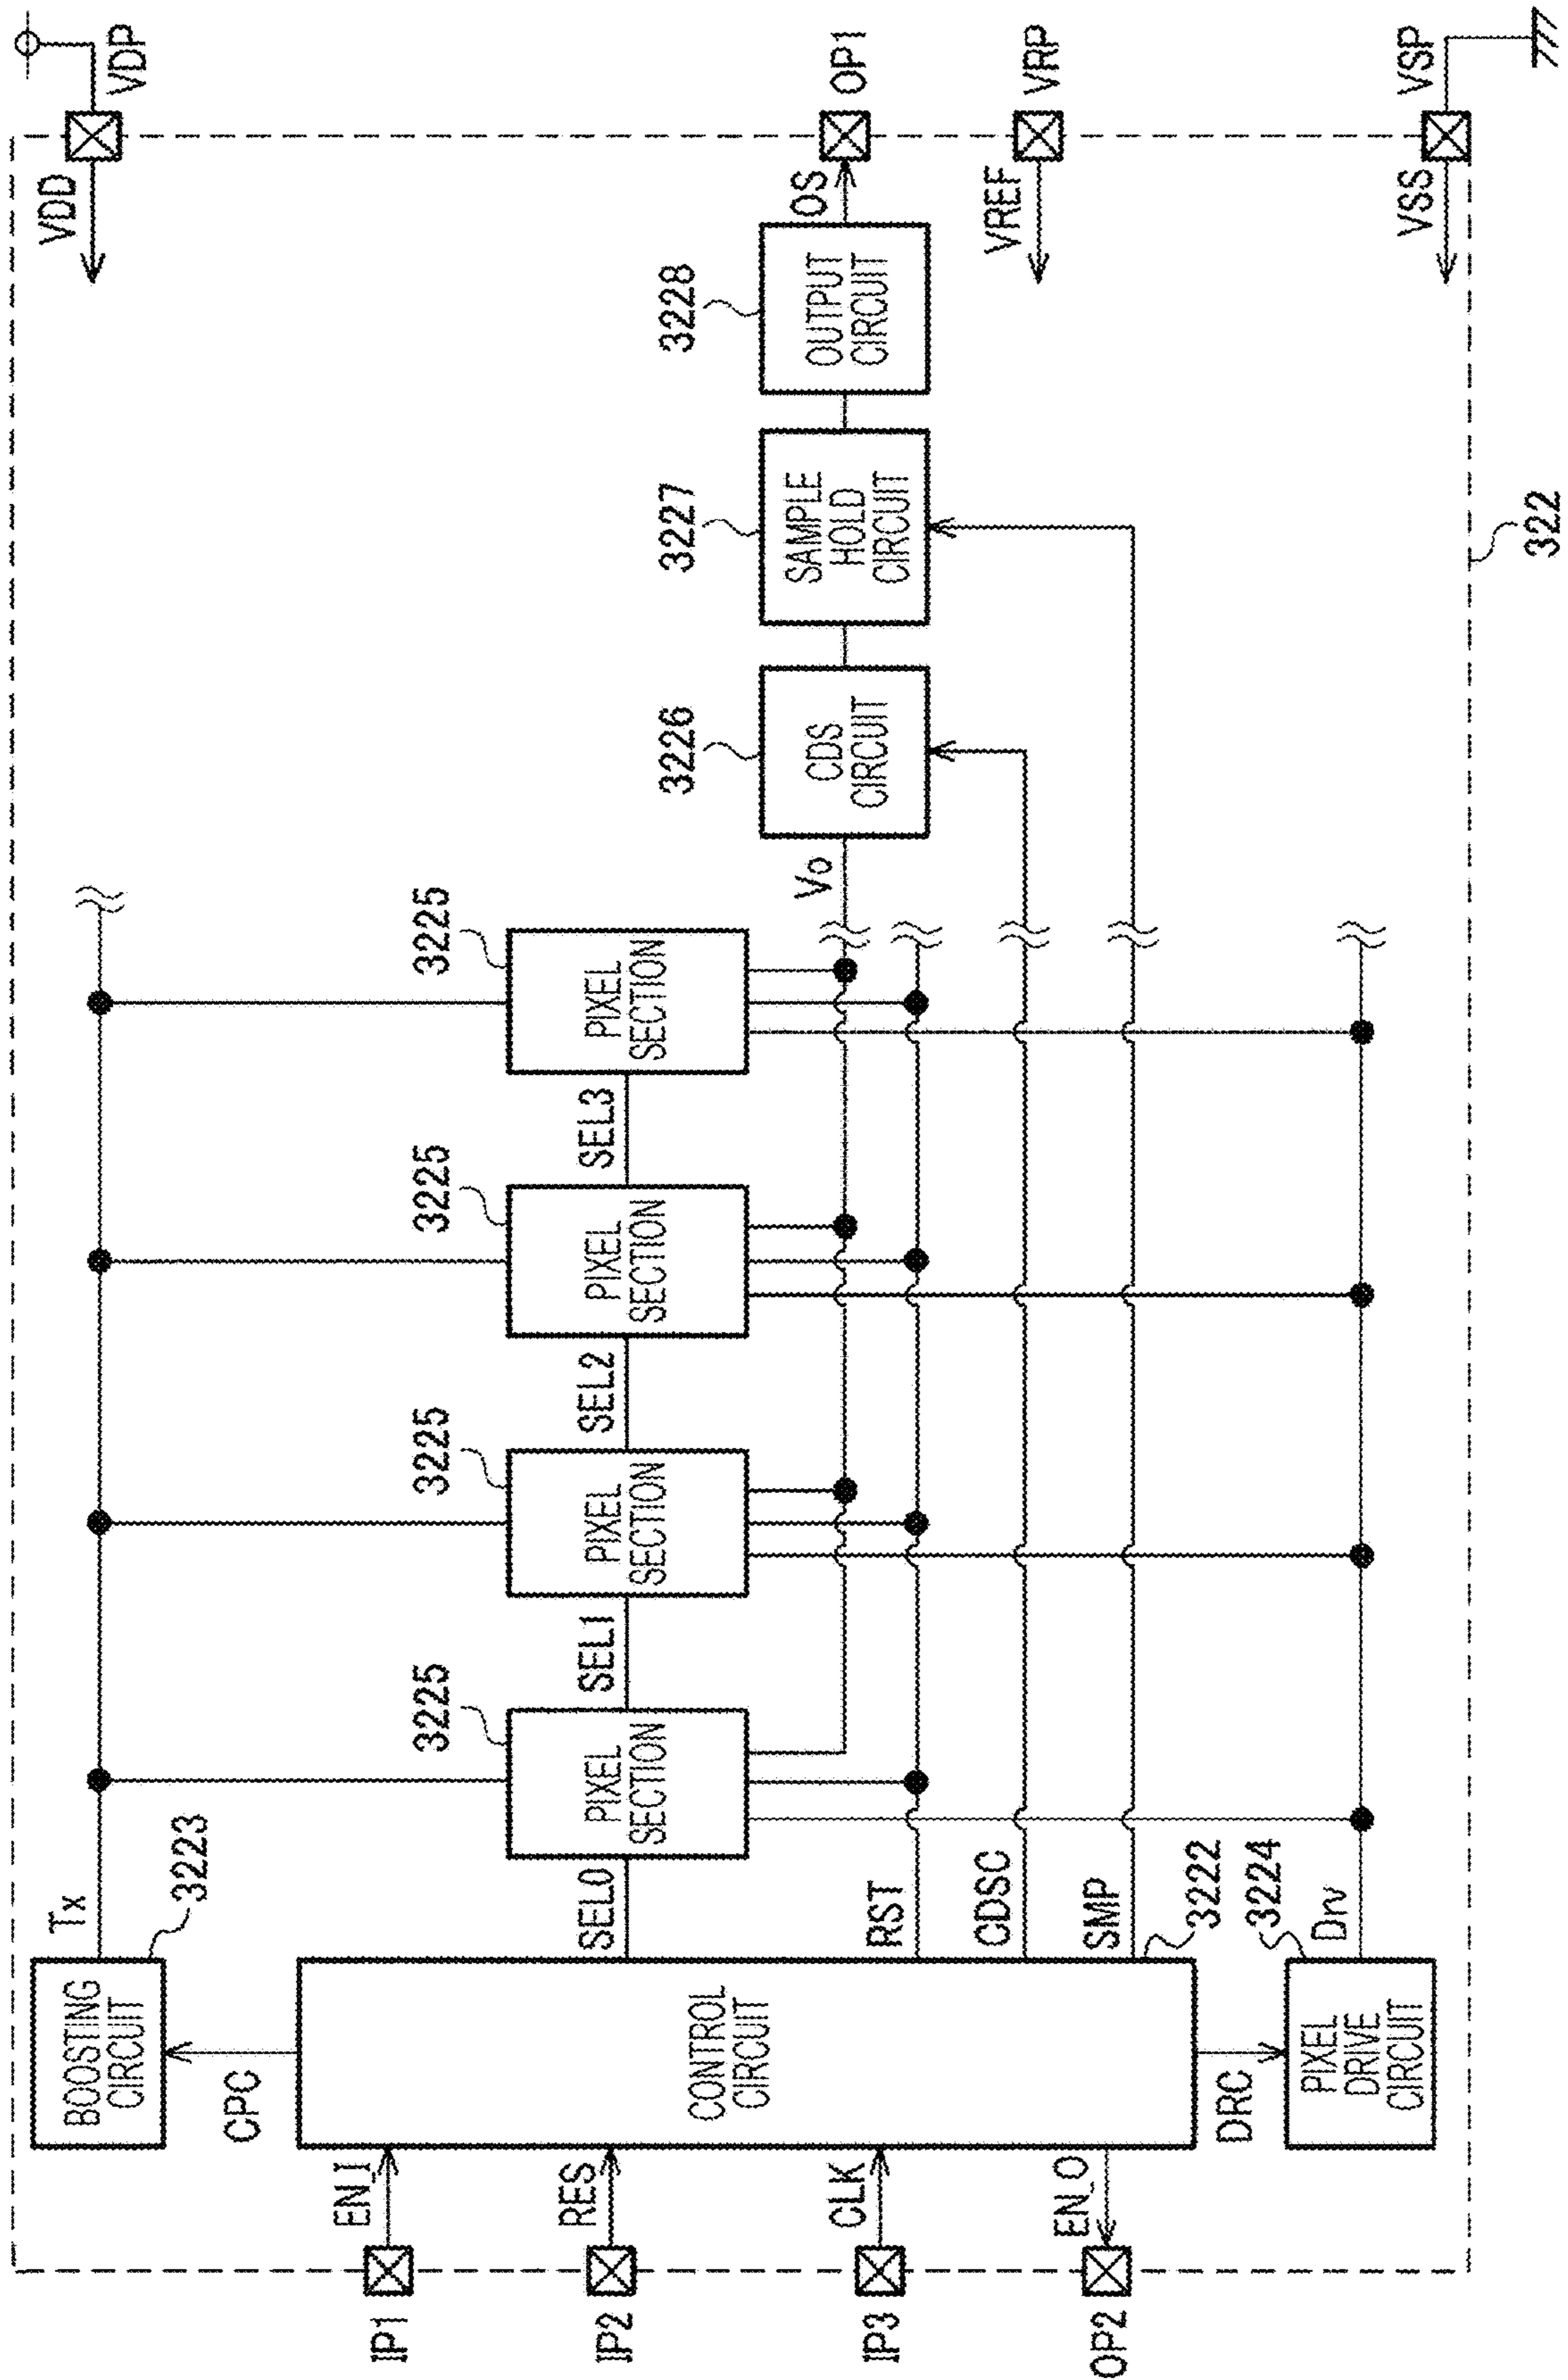 VDP
VDD
OP1
OS
VRP
VREF
VSP
VSS
3228
OUTPUT
CIRCUIT
3227
SAMPLE
HOLD
CIRCUIT
3226
CDS
CIRCUIT
322
Vo
3225
PIXEL
SECTION
SEL3
3225
PIXEL
SECTION
SEL2
3225
PIXEL
SECTION
SEL1
3225
PIXEL
SECTION
SEL0
Tx
3223
BOOSTING
CIRCUIT
CPC
RST
CDSC
SMP
3222
CONTROL
CIRCUIT
3224
Drv
PIXEL
DRIVE
CIRCUIT
DRC
EN_I
IP1
RES
IP2
CLK
IP3
EN_O
OP2